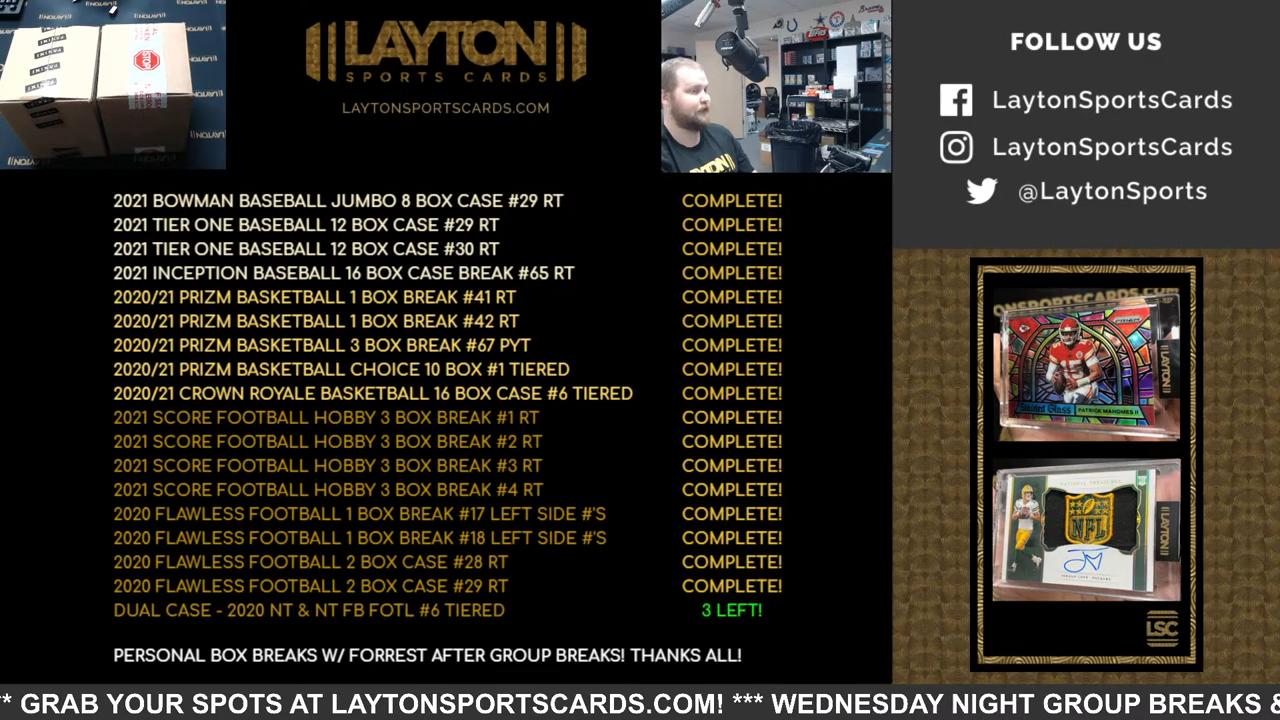 LAYTON
SPORTS CARDS
LAYTONSPORTSCARDS.COM
FOLLOW US
LaytonSportsCards
LaytonSportsCards
@LaytonSports
2021 BOWMAN BASEBALL JUMBO 8 BOX CASE #29 RT COMPLETE!
2021 TIER ONE BASEBALL 12 BOX CASE #29 RT COMPLETE!
2021 TIER ONE BASEBALL 12 BOX CASE #30 RT COMPLETE!
2021 INCEPTION BASEBALL 16 BOX CASE BREAK #65 RT COMPLETE!
2020/21 PRIZM BASKETBALL 1 BOX BREAK #41 RT COMPLETE!
2020/21 PRIZM BASKETBALL 1 BOX BREAK #42 RT COMPLETE!
2020/21 PRIZM BASKETBALL 3 BOX BREAK #67 PYT COMPLETE!
2020/21 PRIZM BASKETBALL CHOICE 10 BOX #1 TIERED COMPLETE!
2020/21 CROWN ROYALE BASKETBALL 16 BOX CASE #6 TIERED COMPLETE!
2021 SCORE FOOTBALL HOBBY 3 BOX BREAK #1 RT COMPLETE!
2021 SCORE FOOTBALL HOBBY 3 BOX BREAK #2 RT COMPLETE!
2021 SCORE FOOTBALL HOBBY 3 BOX BREAK #3 RT COMPLETE!
2021 SCORE FOOTBALL HOBBY 3 BOX BREAK #4 RT COMPLETE!
2020 FLAWLESS FOOTBALL 1 BOX BREAK #17 LEFT SIDE #'S COMPLETE!
2020 FLAWLESS FOOTBALL 1 BOX BREAK #18 LEFT SIDE #'S COMPLETE!
2020 FLAWLESS FOOTBALL 2 BOX CASE #28 RT COMPLETE!
2020 FLAWLESS FOOTBALL 2 BOX CASE #29 RT COMPLETE!
DUAL CASE - 2020 NT & NT FB FOTL #6 TIERED 3 LEFT!
PERSONAL BOX BREAKS W/ FORREST AFTER GROUP BREAKS! THANKS ALL!
ONSPORTSCARDS.COM
Stained Glass PATRICK MAHOMES II
LAYTON
NATIONAL TREASURES
NFL
LAYTON
LSC
** GRAB YOUR SPOTS AT LAYTONSPORTSCARDS.COM! *** WEDNESDAY NIGHT GROUP BREAKS &